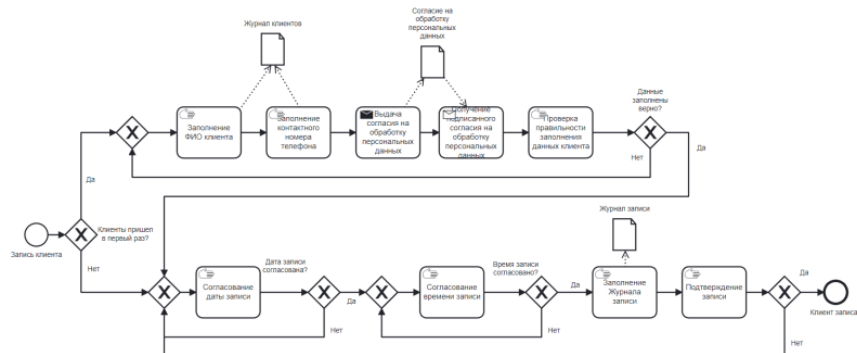 Журнал клиентов
Согласие на
обработку
персональных
данных
Данные
заполнены
верно?
Заполнение
ФИО клиента
Заполнение
контактного
номера
телефона
Выдача
согласия на
обработку
персональных
данных
Получение
подписанного
согласия на
обработку
персональных
данных
Проверка
правильности
заполнения
данных клиента
Нет
Да
Да
Запись клиента
Клиенты пришел
в первый раз?
Нет
Журнал записи
Дата записи
согласована?
Время записи
согласовано?
Согласование
даты записи
Да
Согласование
времени записи
Да
Заполнение
Журнала
записи
Подтверждение
записи
Да
Клиент записа
Нет
Нет
Нет